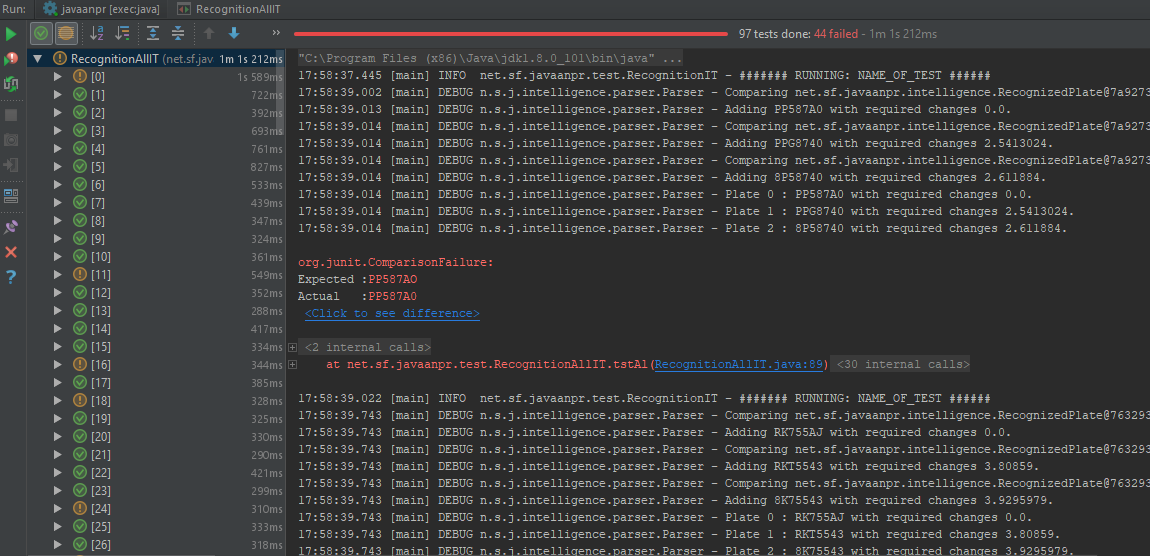 Run: javaanpr [exec:java] RecognitionAllIT
97 tests done: 44 failed - 1m 1s 212ms
RecognitionAllIT (net.sf.jav 1m 1s 212ms
[0] 1s 589ms
[1] 722ms
[2] 392ms
[3] 693ms
[4] 761ms
[5] 827ms
[6] 533ms
[7] 439ms
[8] 347ms
[9] 324ms
[10] 361ms
[11] 549ms
[12] 352ms
[13] 288ms
[14] 417ms
[15] 334ms
[16] 344ms
[17] 385ms
[18] 328ms
[19] 325ms
[20] 330ms
[21] 290ms
[22] 421ms
[23] 299ms
[24] 310ms
[25] 333ms
[26] 318ms
"C:\Program Files (x86)\Java\jdk1.8.0_101\bin\java" ...
17:58:37.445 [main] INFO  net.sf.javaanpr.test.RecognitionIT - ####### RUNNING: NAME_OF_TEST ######
17:58:39.002 [main] DEBUG n.s.j.intelligence.parser.Parser - Comparing net.sf.javaanpr.intelligence.RecognizedPlate@7a9273
17:58:39.013 [main] DEBUG n.s.j.intelligence.parser.Parser - Adding PP587A0 with required changes 0.0.
17:58:39.014 [main] DEBUG n.s.j.intelligence.parser.Parser - Comparing net.sf.javaanpr.intelligence.RecognizedPlate@7a9273
17:58:39.014 [main] DEBUG n.s.j.intelligence.parser.Parser - Adding PPG8740 with required changes 2.5413024.
17:58:39.014 [main] DEBUG n.s.j.intelligence.parser.Parser - Comparing net.sf.javaanpr.intelligence.RecognizedPlate@7a9273
17:58:39.014 [main] DEBUG n.s.j.intelligence.parser.Parser - Adding 8P58740 with required changes 2.611884.
17:58:39.014 [main] DEBUG n.s.j.intelligence.parser.Parser - Plate 0 : PP587A0 with required changes 0.0.
17:58:39.014 [main] DEBUG n.s.j.intelligence.parser.Parser - Plate 1 : PPG8740 with required changes 2.5413024.
17:58:39.014 [main] DEBUG n.s.j.intelligence.parser.Parser - Plate 2 : 8P58740 with required changes 2.611884.
org.junit.ComparisonFailure:
Expected :PP587AO
Actual   :PP587A0
<Click to see difference>
<2 internal calls>
at net.sf.javaanpr.test.RecognitionAllIT.tstAl(RecognitionAllIT.java:89) <30 internal calls>
17:58:39.022 [main] INFO  net.sf.javaanpr.test.RecognitionIT - ####### RUNNING: NAME_OF_TEST ######
17:58:39.743 [main] DEBUG n.s.j.intelligence.parser.Parser - Comparing net.sf.javaanpr.intelligence.RecognizedPlate@763293
17:58:39.743 [main] DEBUG n.s.j.intelligence.parser.Parser - Adding RK755AJ with required changes 0.0.
17:58:39.743 [main] DEBUG n.s.j.intelligence.parser.Parser - Comparing net.sf.javaanpr.intelligence.RecognizedPlate@763293
17:58:39.743 [main] DEBUG n.s.j.intelligence.parser.Parser - Adding RKT5543 with required changes 3.80859.
17:58:39.743 [main] DEBUG n.s.j.intelligence.parser.Parser - Comparing net.sf.javaanpr.intelligence.RecognizedPlate@763293
17:58:39.743 [main] DEBUG n.s.j.intelligence.parser.Parser - Adding 8K75543 with required changes 3.9295979.
17:58:39.743 [main] DEBUG n.s.j.intelligence.parser.Parser - Plate 0 : RK755AJ with required changes 0.0.
17:58:39.743 [main] DEBUG n.s.j.intelligence.parser.Parser - Plate 1 : RKT5543 with required changes 3.80859.
17:58:39.743 [main] DEBUG n.s.j.intelligence.parser.Parser - Plate 2 : 8K75543 with required changes 3.9295979.